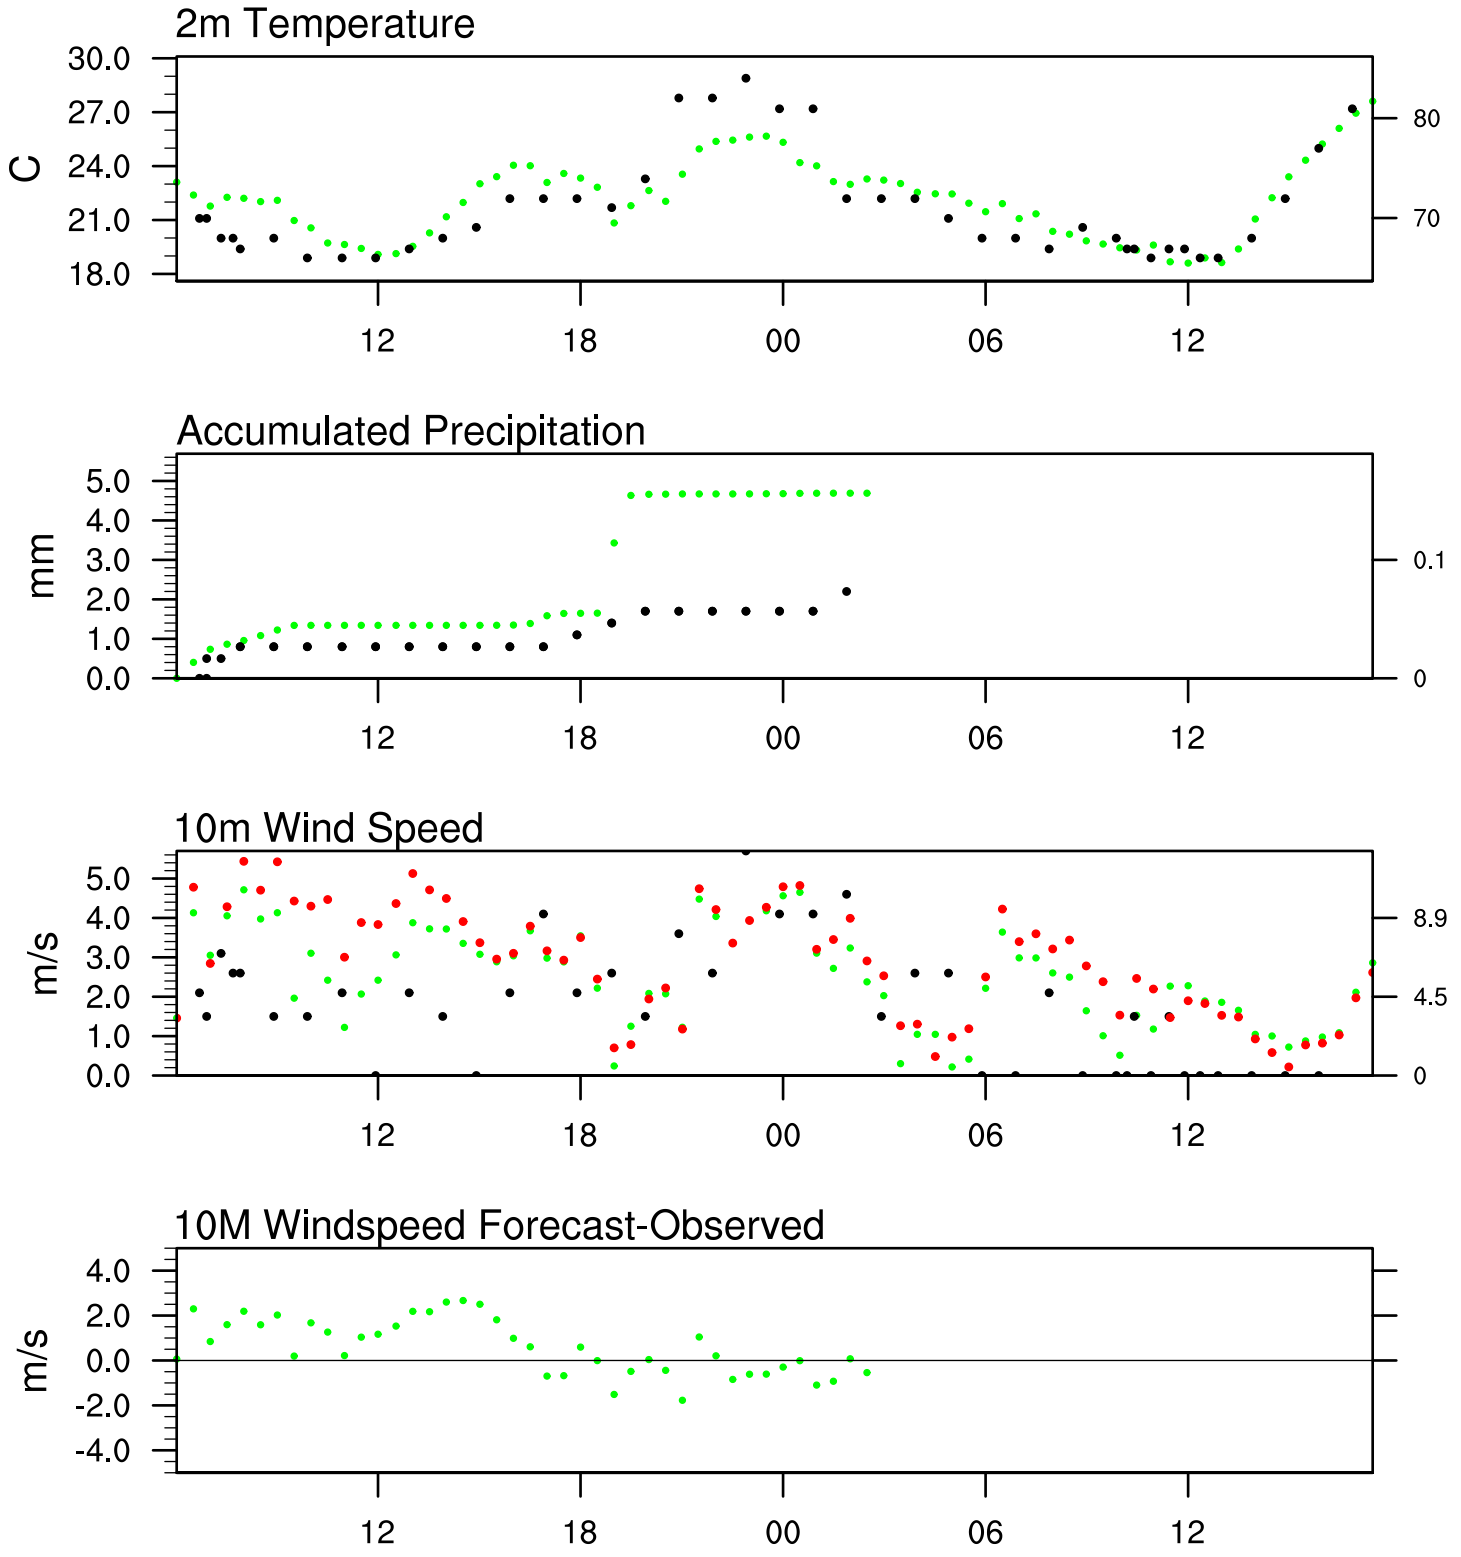 2m Temperature
30.0
27.0
24.0
21.0
18.0
C
80
70
12 18 00 06 12
Accumulated Precipitation
5.0
4.0
3.0
2.0
1.0
0.0
mm
0.1
0
12 18 00 06 12
10m Wind Speed
5.0
4.0
3.0
2.0
1.0
0.0
m/s
8.9
4.5
0
12 18 00 06 12
10M Windspeed Forecast-Observed
4.0
2.0
0.0
-2.0
-4.0
m/s
12 18 00 06 12